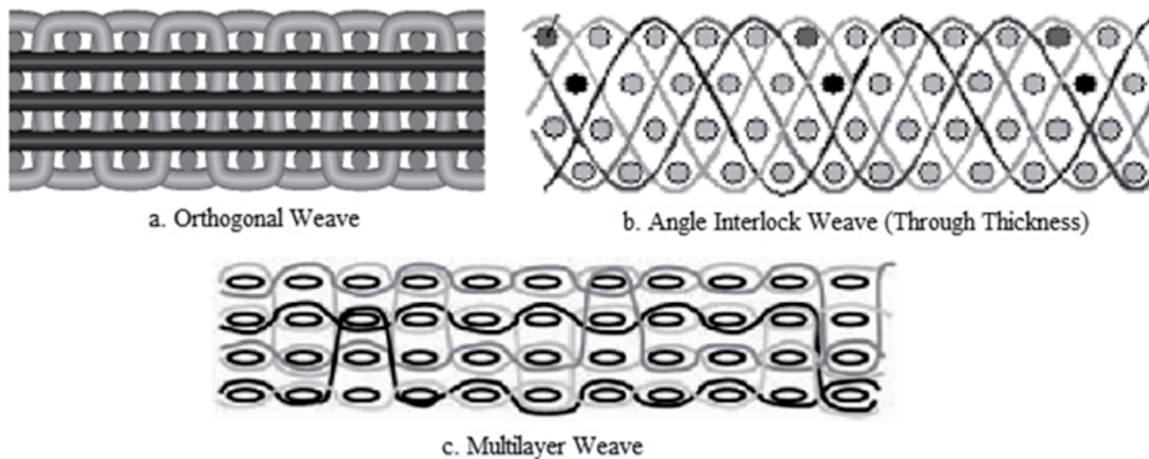 a. Orthogonal Weave
b. Angle Interlock Weave (Through Thickness)
c. Multilayer Weave